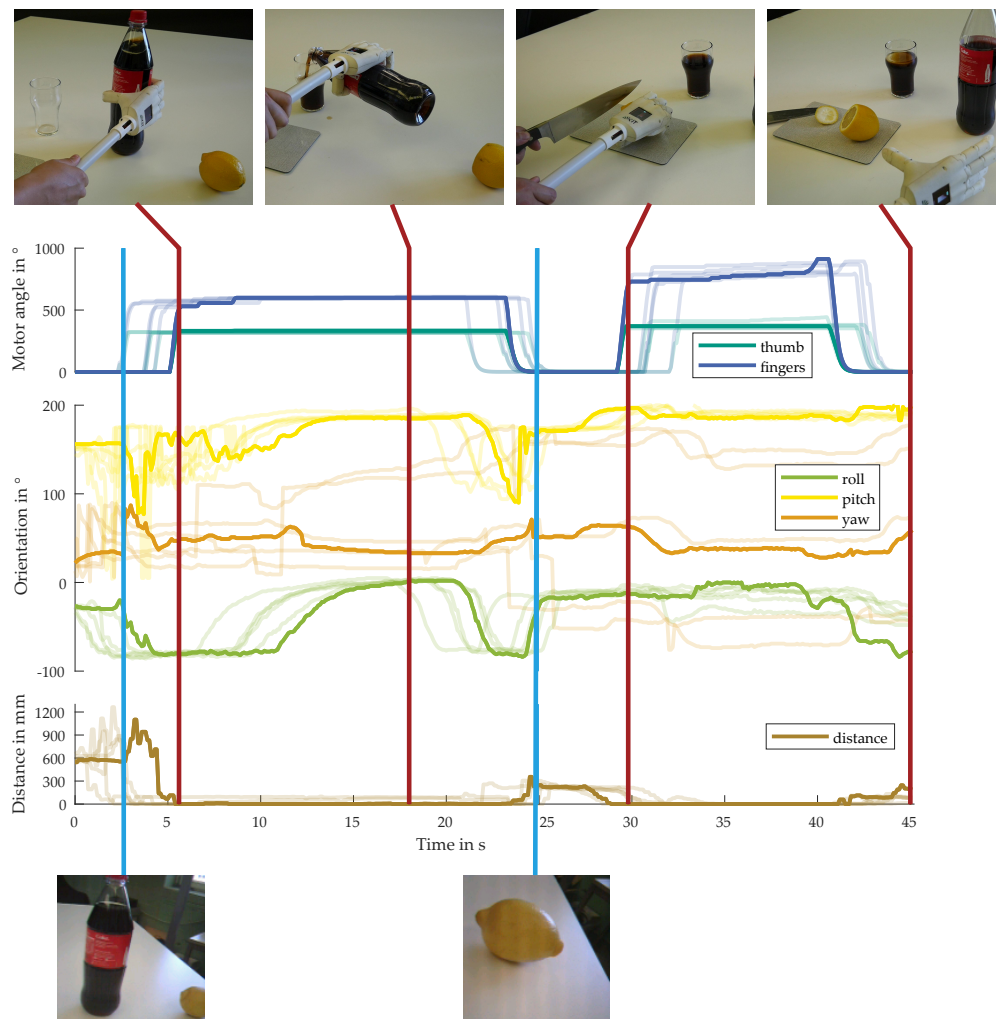 Motor angle in °
1000
500
0
thumb
fingers
Orientation in °
200
100
0
-100
roll
pitch
yaw
Distance in mm
1200
900
600
300
0
distance
0 5 10 15 20 25 30 35 40 45
Time in s